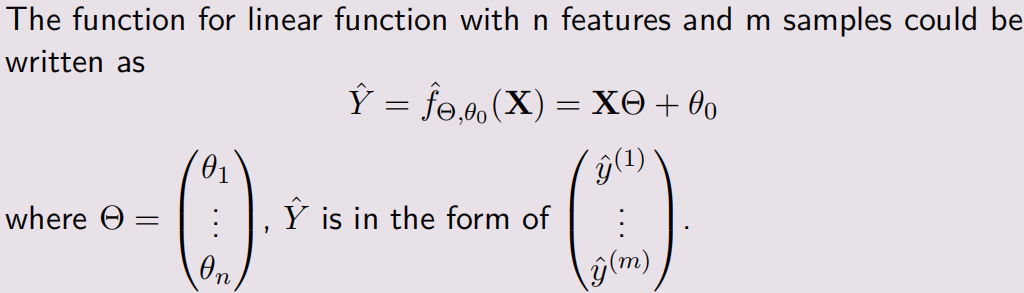 The function for linear function with n features and m samples could be
written as
Ŷ = f̂_{Θ,θ₀}(𝐗) = 𝐗Θ + θ₀
where Θ = (θ₁ ⋮ θₙ), Ŷ is in the form of (ŷ⁽¹⁾ ⋮ ŷ⁽ᵐ⁾).